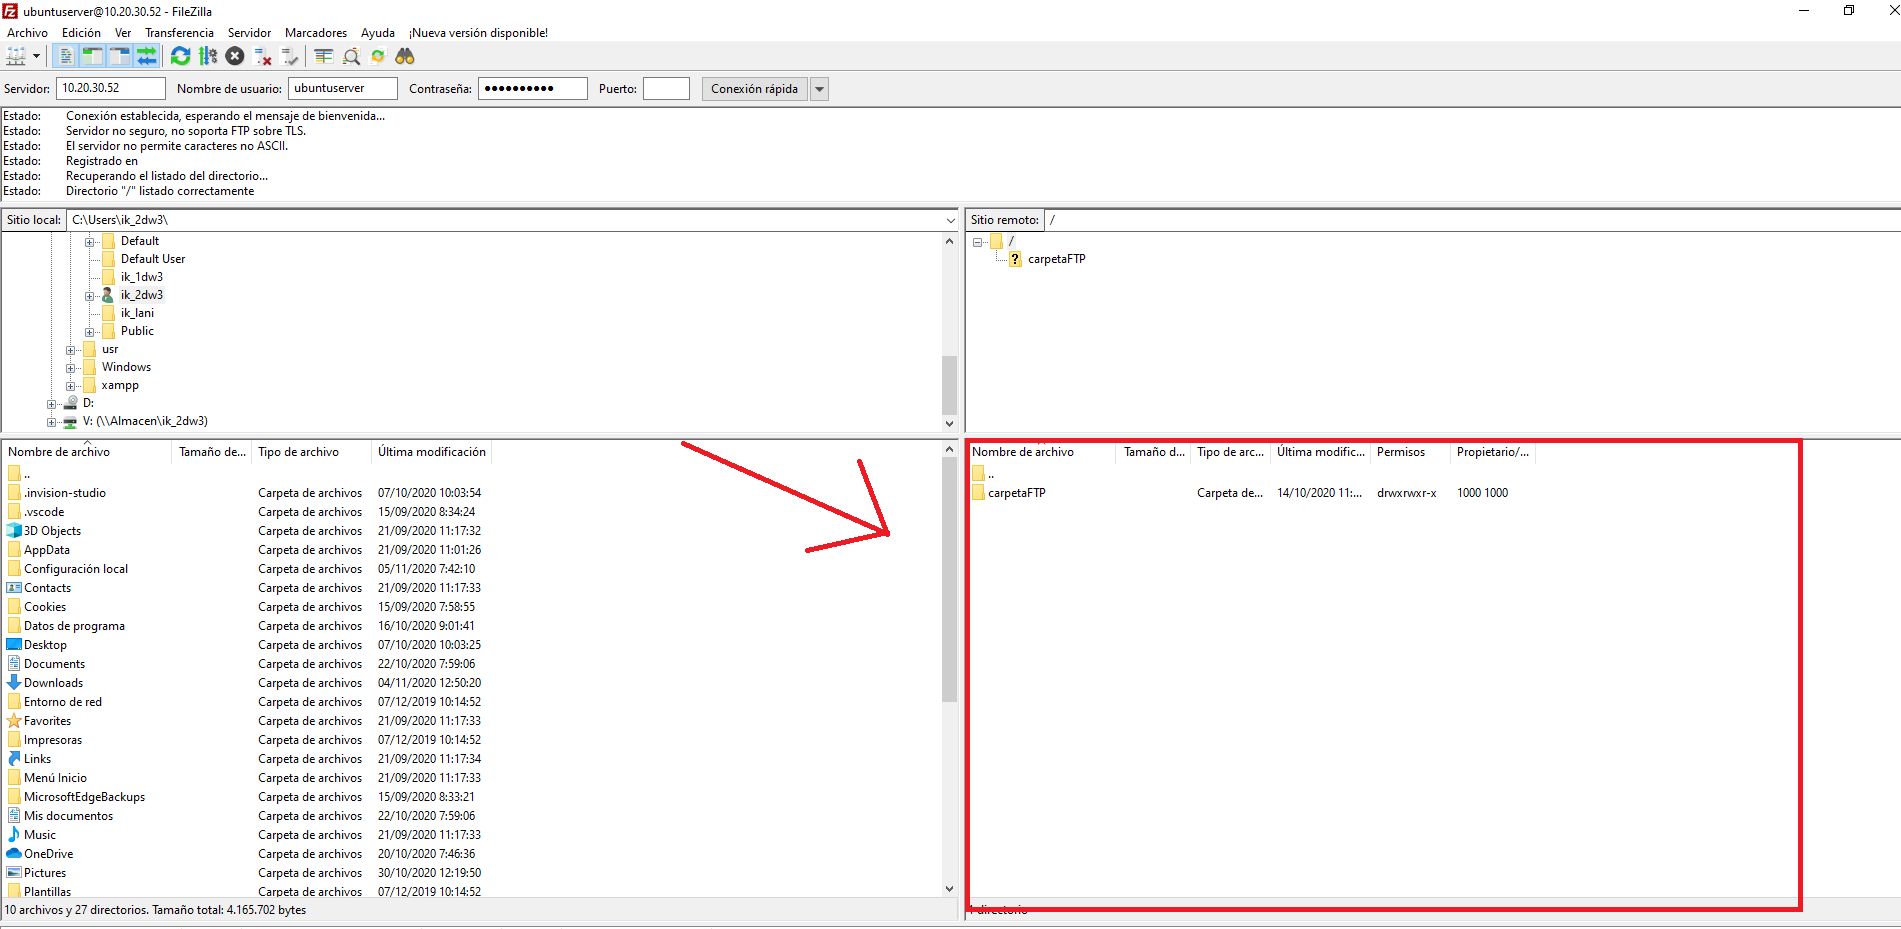 ubuntuserver@10.20.30.52 - FileZilla
Archivo Edición Ver Transferencia Servidor Marcadores Ayuda ¡Nueva versión disponible!
Servidor: 10.20.30.52 Nombre de usuario: ubuntuserver Contraseña: ●●●●●●●●●● Puerto: Conexión rápida
Estado: Conexión establecida, esperando el mensaje de bienvenida...
Estado: Servidor no seguro, no soporta FTP sobre TLS.
Estado: El servidor no permite caracteres no ASCII.
Estado: Registrado en
Estado: Recuperando el listado del directorio...
Estado: Directorio "/" listado correctamente
Sitio local: C:\Users\ik_2dw3\
Default
Default User
ik_1dw3
ik_2dw3
ik_lani
Public
usr
Windows
xampp
D:
V: (\\Almacen\ik_2dw3)
Sitio remoto: /
/
? carpetaFTP
Nombre de archivo Tamaño de... Tipo de archivo Última modificación
..
.invision-studio Carpeta de archivos 07/10/2020 10:03:54
.vscode Carpeta de archivos 15/09/2020 8:34:24
3D Objects Carpeta de archivos 21/09/2020 11:17:32
AppData Carpeta de archivos 21/09/2020 11:01:26
Configuración local Carpeta de archivos 05/11/2020 7:42:10
Contacts Carpeta de archivos 21/09/2020 11:17:33
Cookies Carpeta de archivos 15/09/2020 7:58:55
Datos de programa Carpeta de archivos 16/10/2020 9:01:41
Desktop Carpeta de archivos 07/10/2020 10:03:25
Documents Carpeta de archivos 22/10/2020 7:59:06
Downloads Carpeta de archivos 04/11/2020 12:50:20
Entorno de red Carpeta de archivos 07/12/2019 10:14:52
Favorites Carpeta de archivos 21/09/2020 11:17:33
Impresoras Carpeta de archivos 07/12/2019 10:14:52
Links Carpeta de archivos 21/09/2020 11:17:34
Menú Inicio Carpeta de archivos 21/09/2020 11:17:33
MicrosoftEdgeBackups Carpeta de archivos 15/09/2020 8:33:21
Mis documentos Carpeta de archivos 22/10/2020 7:59:06
Music Carpeta de archivos 21/09/2020 11:17:33
OneDrive Carpeta de archivos 20/10/2020 7:46:36
Pictures Carpeta de archivos 30/10/2020 12:19:50
Plantillas Carpeta de archivos 07/12/2019 10:14:52
10 archivos y 27 directorios. Tamaño total: 4.165.702 bytes
Nombre de archivo Tamaño d... Tipo de arc... Última modific... Permisos Propietario/...
..
carpetaFTP Carpeta de... 14/10/2020 11:... drwxrwxr-x 1000 1000
1 directorio